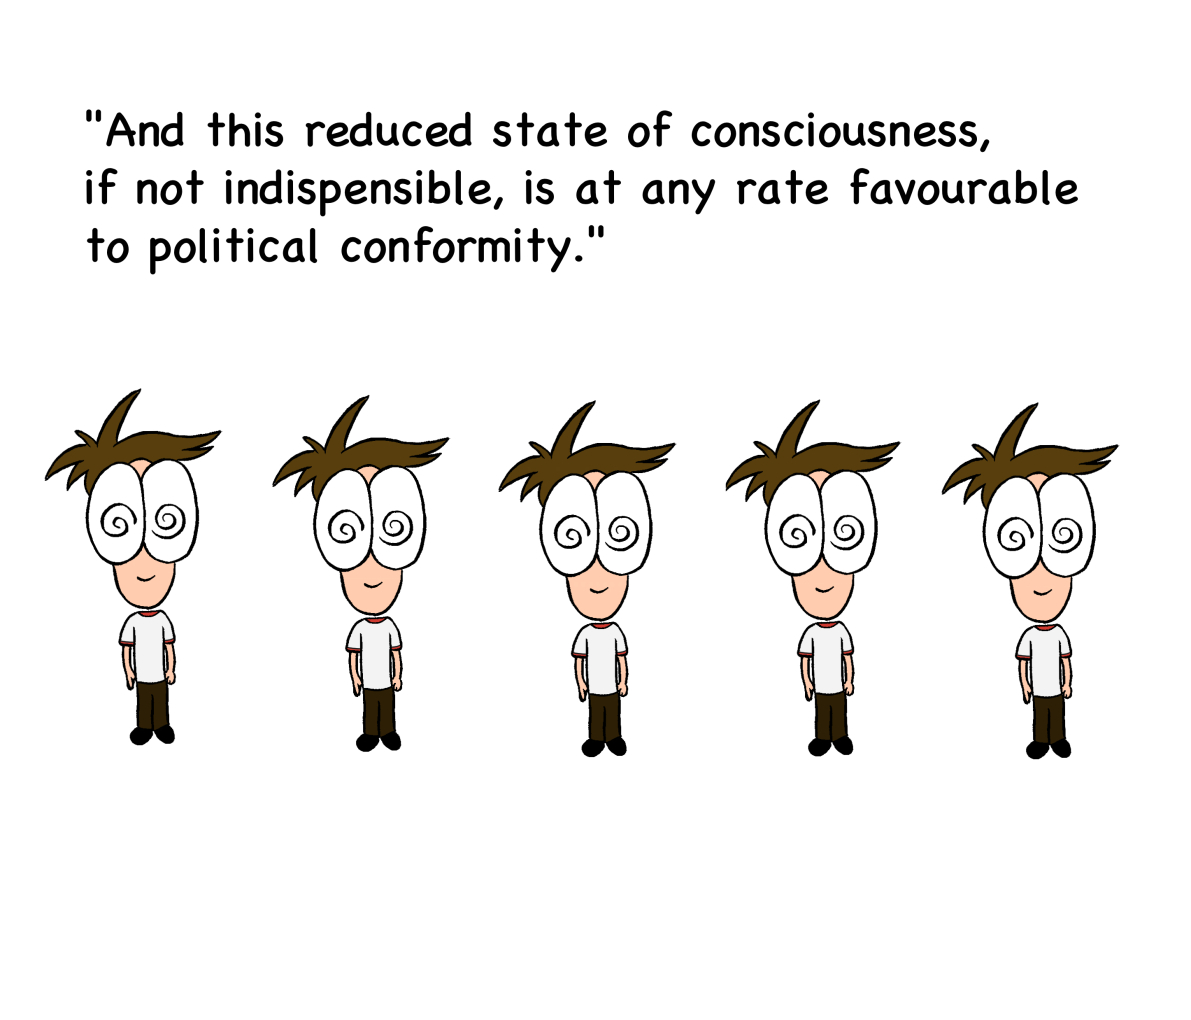 "And this reduced state of consciousness,
if not indispensible, is at any rate favourable
to political conformity."